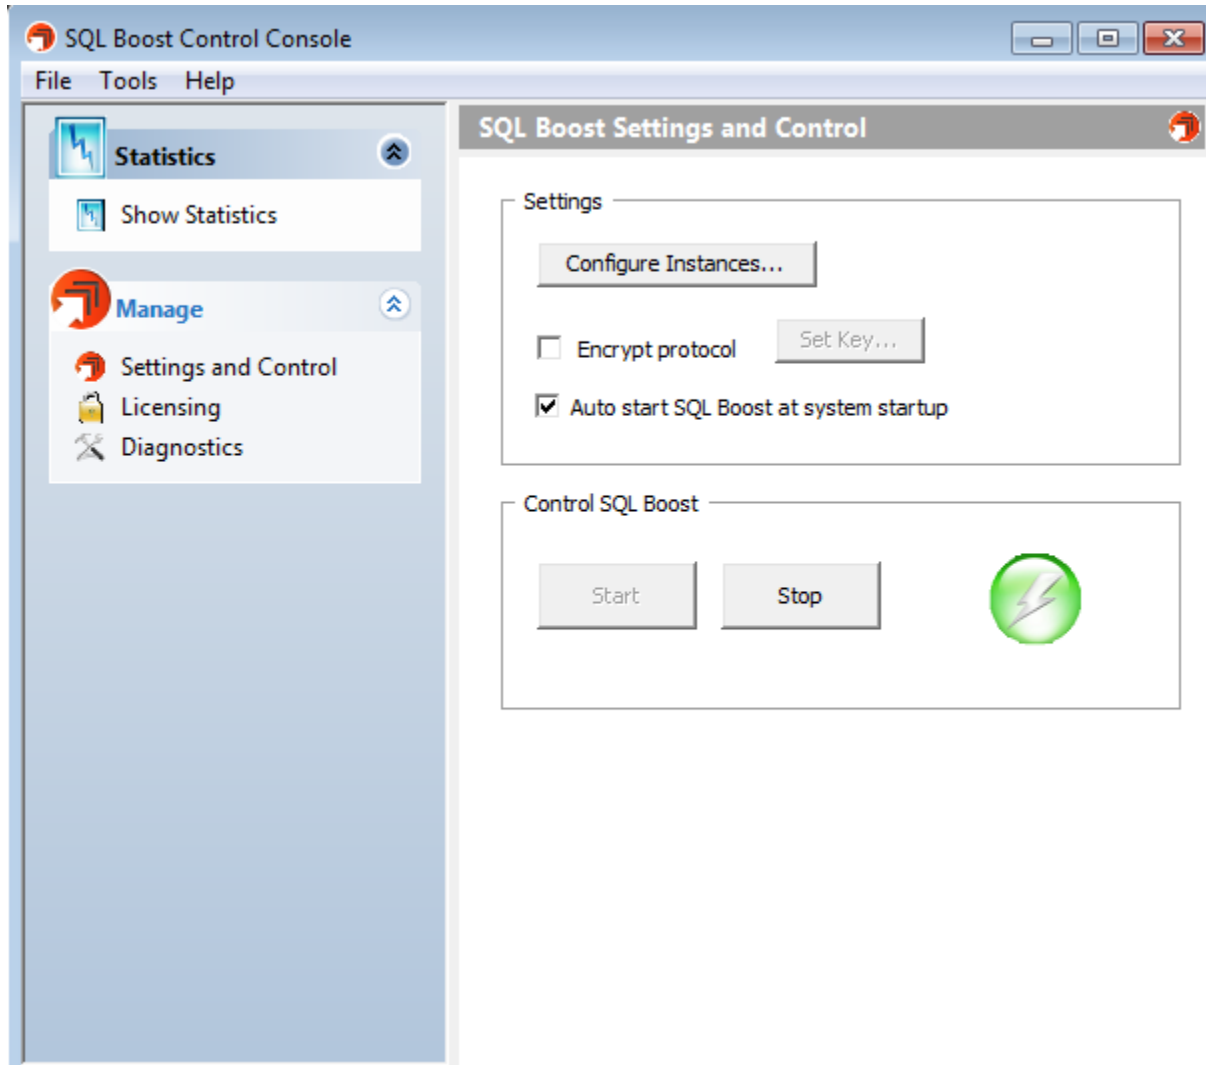 SQL Boost Control Console
File Tools Help
Statistics
Show Statistics
Manage
Settings and Control
Licensing
Diagnostics
SQL Boost Settings and Control
Settings
Configure Instances...
Encrypt protocol
Set Key...
Auto start SQL Boost at system startup
Control SQL Boost
Start
Stop